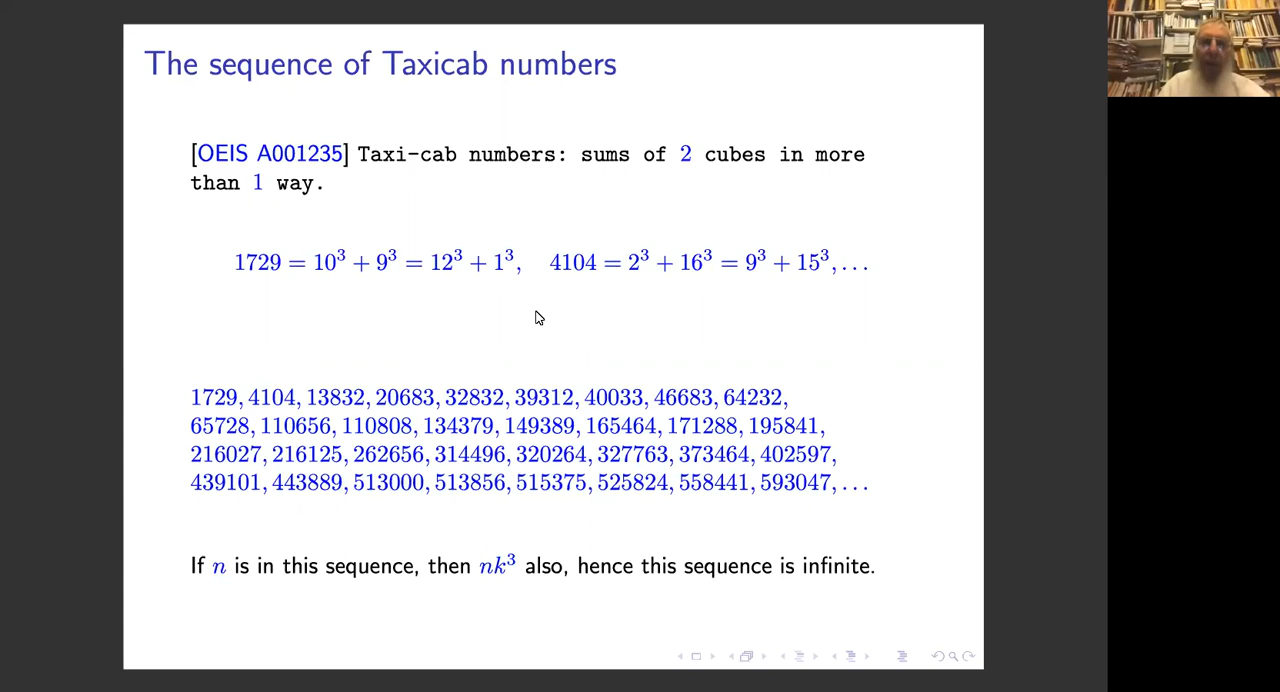 The sequence of Taxicab numbers
[OEIS A001235] Taxi-cab numbers: sums of 2 cubes in more
than 1 way.
1729 = 10³ + 9³ = 12³ + 1³, 4104 = 2³ + 16³ = 9³ + 15³, ...
1729, 4104, 13832, 20683, 32832, 39312, 40033, 46683, 64232,
65728, 110656, 110808, 134379, 149389, 165464, 171288, 195841,
216027, 216125, 262656, 314496, 320264, 327763, 373464, 402597,
439101, 443889, 513000, 513856, 515375, 525824, 558441, 593047, ...
If n is in this sequence, then nk³ also, hence this sequence is infinite.